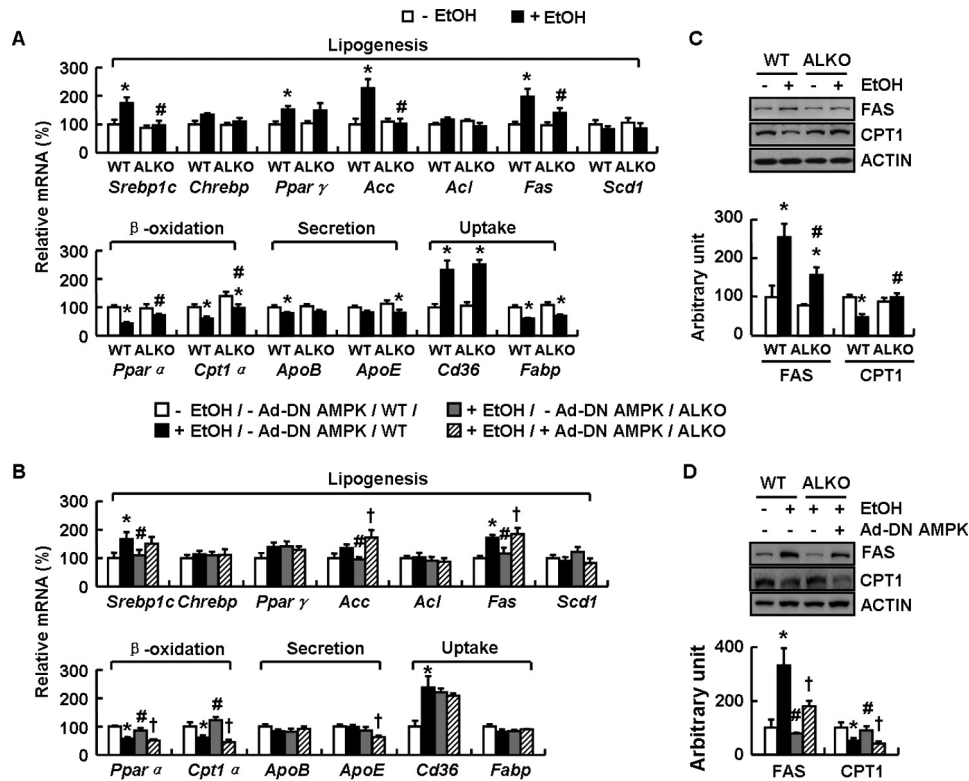 - EtOH + EtOH
A
Lipogenesis
Relative mRNA (%)
300
200
100
0
WT ALKO WT ALKO WT ALKO WT ALKO WT ALKO WT ALKO WT ALKO
Srebp1c Chrebp Ppar γ Acc Acl Fas Scd1
* * * # * #
β-oxidation Secretion Uptake
300
200
100
0
* # * # * * * * * * *
WT ALKO WT ALKO WT ALKO WT ALKO WT ALKO WT ALKO
Ppar α Cpt1 α ApoB ApoE Cd36 Fabp
C
WT ALKO
- + - + EtOH
FAS
CPT1
ACTIN
Arbitrary unit
300
200
100
0
* # * * #
WT ALKO WT ALKO
FAS CPT1
- EtOH / - Ad-DN AMPK / WT /
+ EtOH / - Ad-DN AMPK / WT
+ EtOH / - Ad-DN AMPK / ALKO
+ EtOH / + Ad-DN AMPK / ALKO
B
Lipogenesis
Relative mRNA (%)
300
200
100
0
* # # † * # †
Srebp1c Chrebp Ppar γ Acc Acl Fas Scd1
β-oxidation Secretion Uptake
300
200
100
0
* # † * # † † *
Ppar α Cpt1 α ApoB ApoE Cd36 Fabp
D
WT ALKO
- + + + EtOH
- - - + Ad-DN AMPK
FAS
CPT1
ACTIN
Arbitrary unit
400
200
0
* # † * # †
FAS CPT1